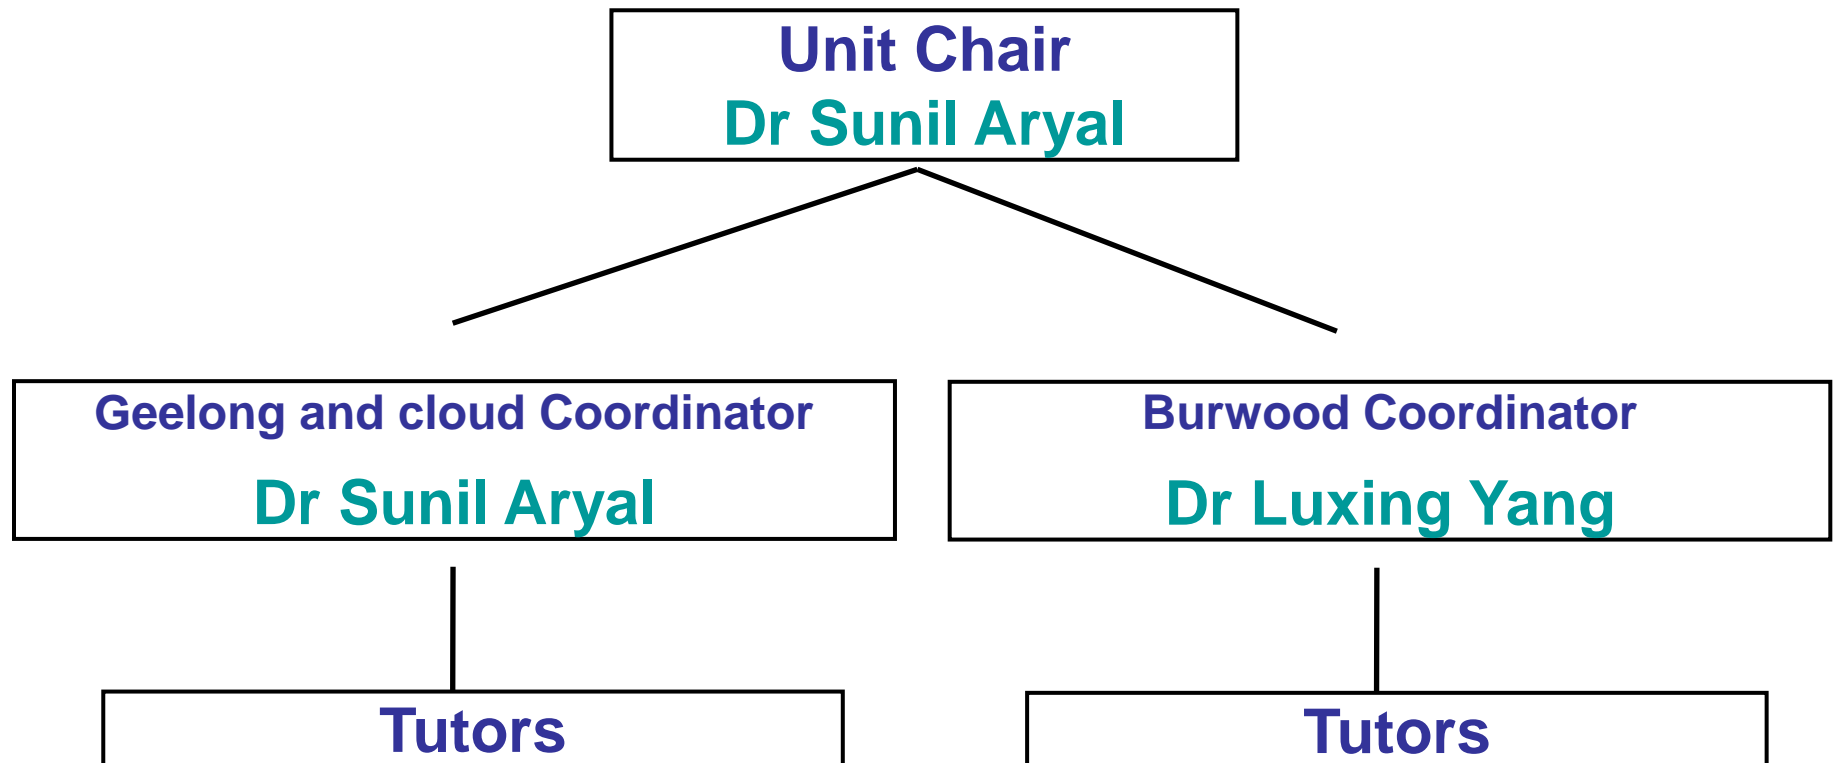 Unit Chair
Dr Sunil Aryal
Geelong and cloud Coordinator
Dr Sunil Aryal
Burwood Coordinator
Dr Luxing Yang
Tutors
Tutors